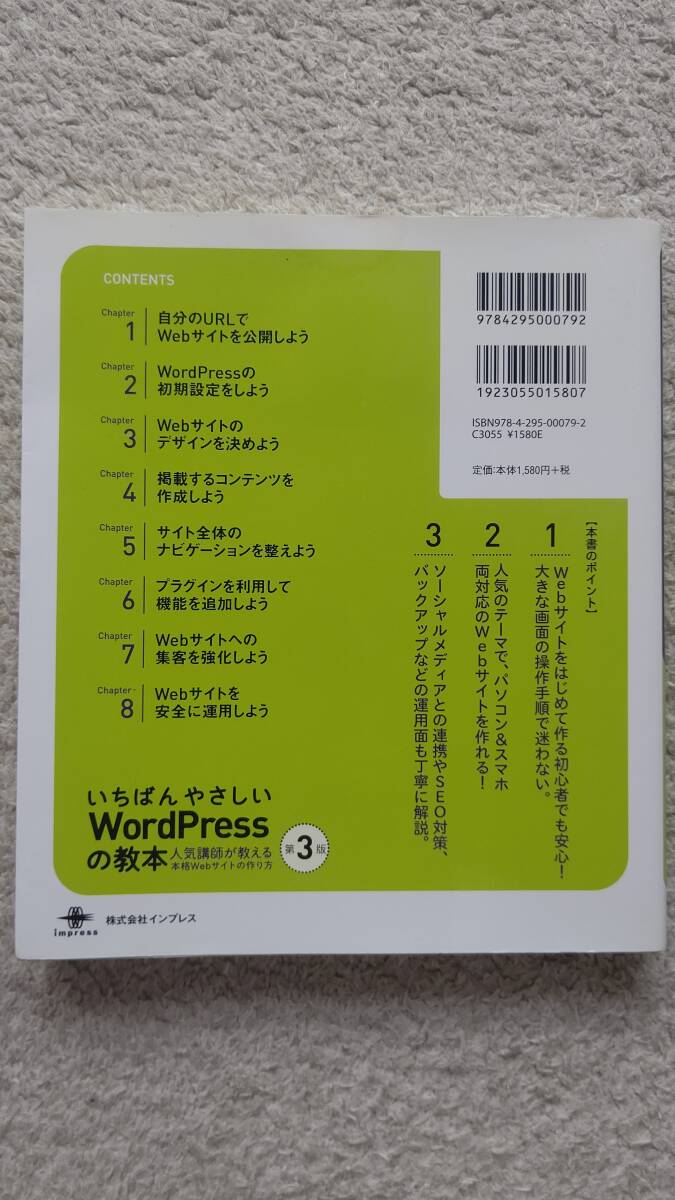 CONTENTS
Chapter
1
自分のURLで
Webサイトを公開しよう
Chapter
2
WordPressの
初期設定をしよう
Chapter
3
Webサイトの
デザインを決めよう
Chapter
4
掲載するコンテンツを
作成しよう
Chapter
5
サイト全体の
ナビゲーションを整えよう
Chapter
6
プラグインを利用して
機能を追加しよう
Chapter
7
Webサイトへの
集客を強化しよう
Chapter
8
Webサイトを
安全に運用しよう
9784295000792
1923055015807
ISBN978-4-295-00079-2
C3055 ¥1580E
定価:本体1,580円+税
【本書のポイント】
1
Webサイトをはじめて作る初心者でも安心!
大きな画面の操作手順で迷わない。
2
人気のテーマで、パソコン&スマホ
両対応のWebサイトを作れる!
3
ソーシャルメディアとの連携やSEO対策、
バックアップなどの運用面も丁寧に解説。
いちばんやさしい
WordPress
の教本
人気講師が教える
本格Webサイトの作り方
第3版
impress
株式会社インプレス